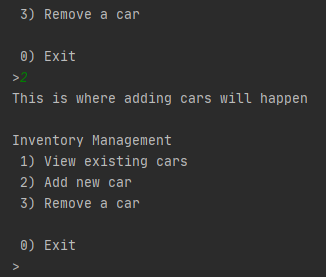 3) Remove a car
0) Exit
>2
This is where adding cars will happen
Inventory Management
1) View existing cars
2) Add new car
3) Remove a car
0) Exit
>